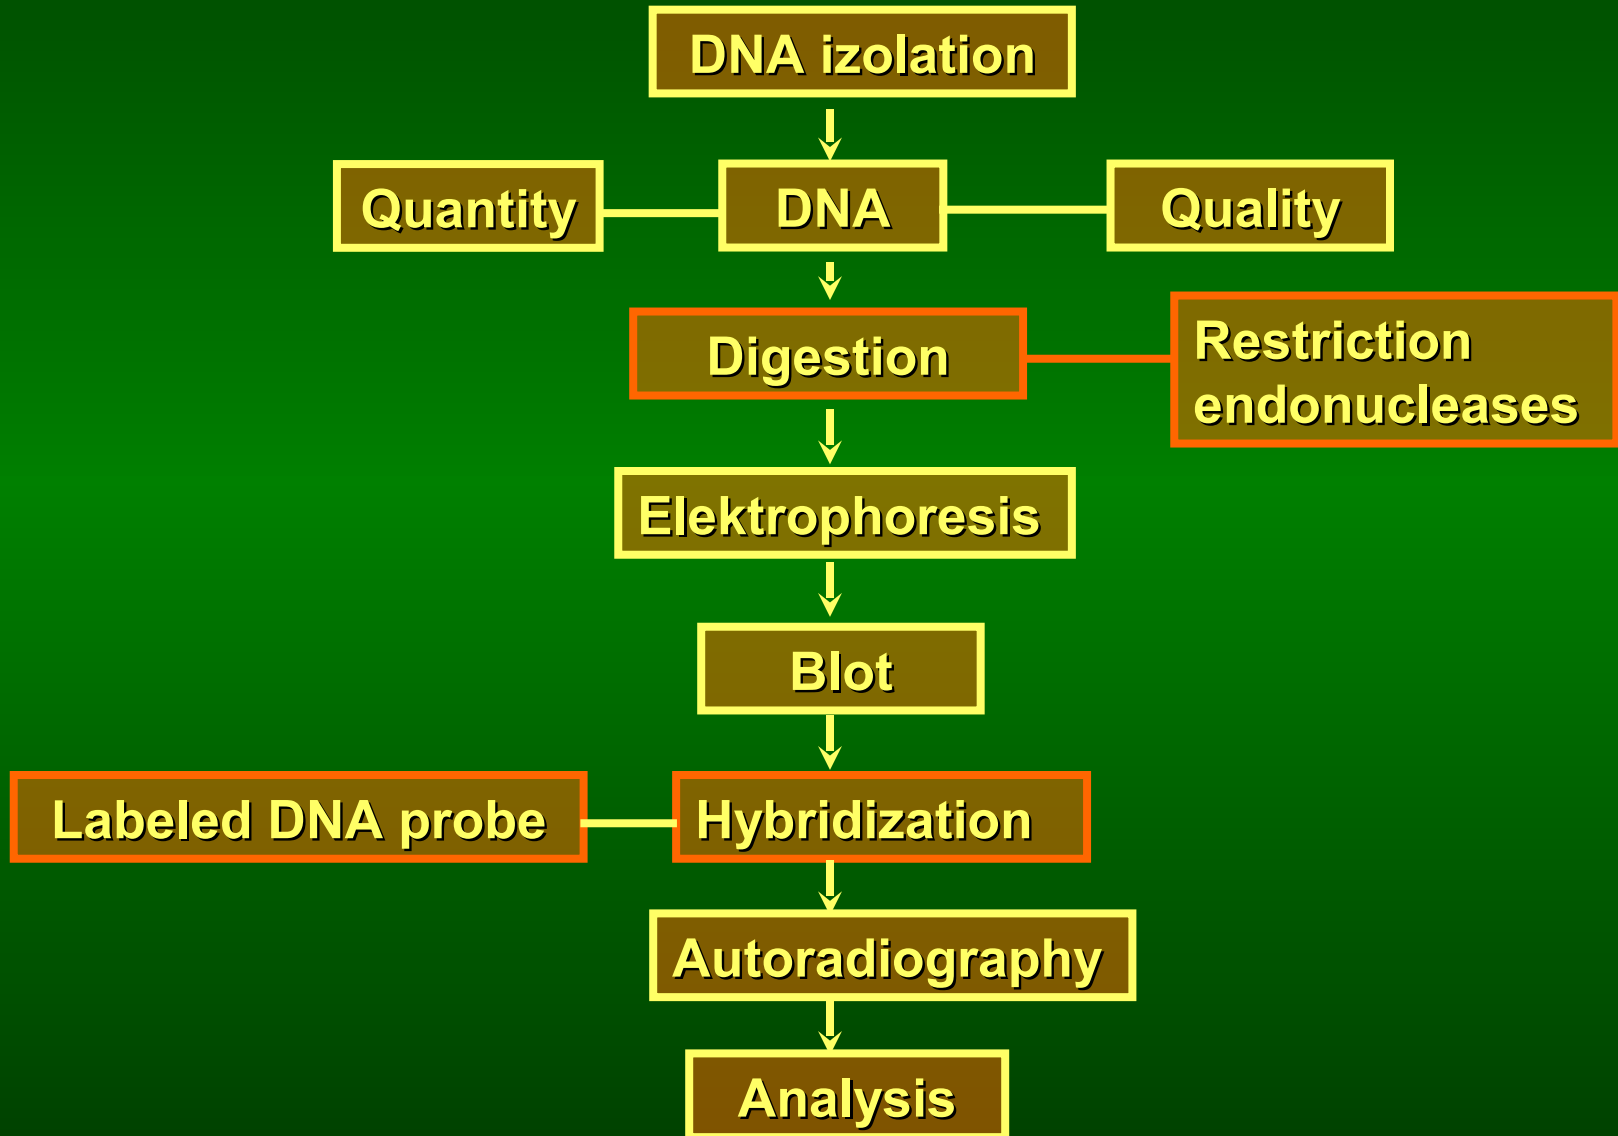 DNA izolation
Quantity
DNA
Quality
Digestion
Restriction
endonucleases
Elektrophoresis
Blot
Labeled DNA probe
Hybridization
Autoradiography
Analysis